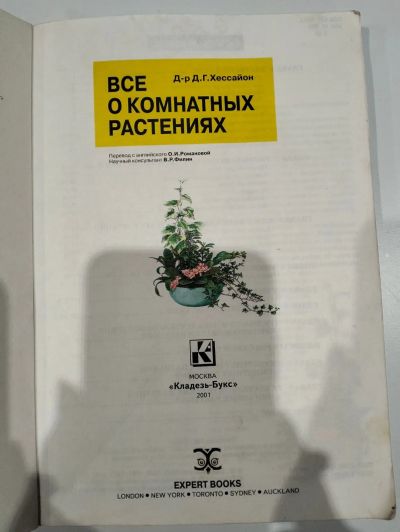 Д-р Д.Г.Хессайон
ВСЕ
О КОМНАТНЫХ
РАСТЕНИЯХ
Перевод с английского О.И.Романовой
Научный консультант В.Р.Филин
К
МОСКВА
«Кладезь-Букс»
2001
EXPERT BOOKS
LONDON • NEW YORK • TORONTO • SYDNEY • AUCKLAND